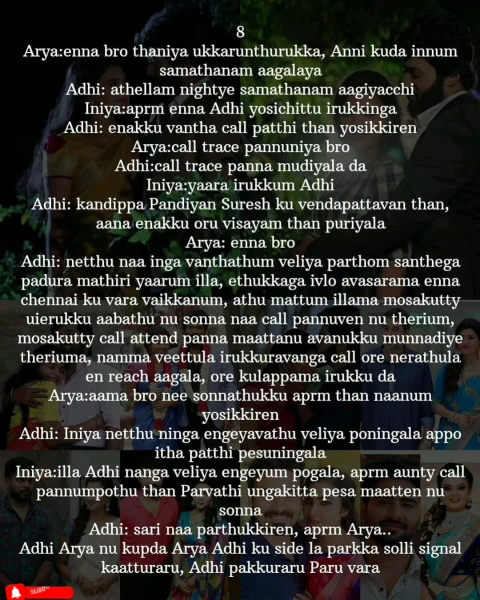 8
Arya:enna bro thaniya ukkarunthurukka, Anni kuda innum
samathanam aagalaya
Adhi: athellam nightye samathanam aagiyacchi
Iniya:aprm enna Adhi yosichittu irukkinga
Adhi: enakku vantha call patthi than yosikkiren
Arya:call trace pannuniya bro
Adhi:call trace panna mudiyala da
Iniya:yaara irukkum Adhi
Adhi: kandippa Pandiyan Suresh ku vendapattavan than,
aana enakku oru visayam than puriyala
Arya: enna bro
Adhi: netthu naa inga vanthathum veliya parthom santhega
padura mathiri yaarum illa, ethukkaga ivlo avasarama enna
chennai ku vara vaikkanum, athu mattum illama mosakutty
uierukku aabathu nu sonna naa call pannuven nu therium,
mosakutty call attend panna maattanu avanukku munnadiye
theriuma, namma veettula irukkuravanga call ore nerathula
en reach aagala, ore kulappama irukku da
Arya:aama bro nee sonnathukku aprm than naanum
yosikkiren
Adhi: Iniya netthu ninga engeyavathu veliya poningala appo
itha patthi pesuningala
Iniya:illa Adhi nanga veliya engeyum pogala, aprm aunty call
pannumpothu than Parvathi ungakitta pesa maatten nu
sonna
Adhi: sari naa parthukkiren, aprm Arya..
Adhi Arya nu kupda Arya Adhi ku side la parkka solli signal
kaatturaru, Adhi pakkuraru Paru vara